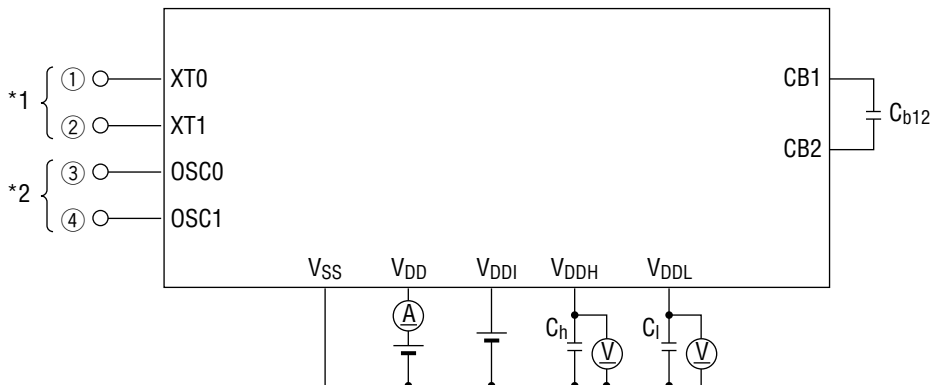 *1
① XT0
② XT1
*2
③ OSC0
④ OSC1
CB1
CB2
Cb12
VSS VDD VDDI VDDH VDDL
A
Ch
V
Cl
V